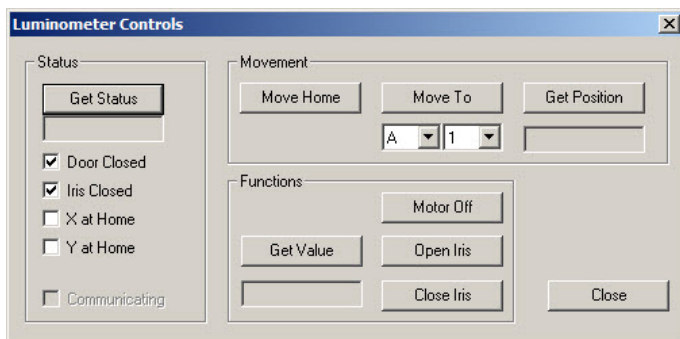 Luminometer Controls
Status
Get Status
Door Closed
Iris Closed
X at Home
Y at Home
Communicating
Movement
Move Home
Move To
Get Position
A
1
Functions
Motor Off
Get Value
Open Iris
Close Iris
Close